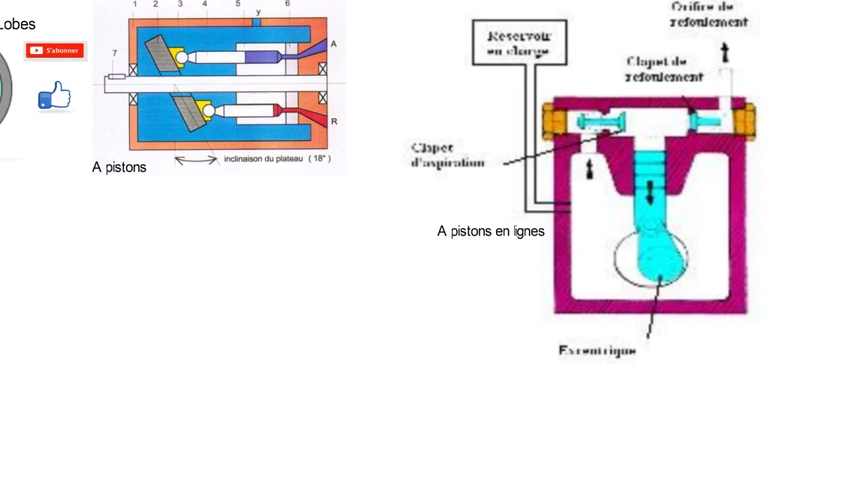 Lobes
S'abonner
1 2 3 4 5 y 6
A
7
R
inclinaison du plateau ( 18° )
A pistons
Orifire de
refoulement
Reservoir
en charge
Clapet de
refoulement
Clapet
d'aspiration
A pistons en lignes
Excentrique